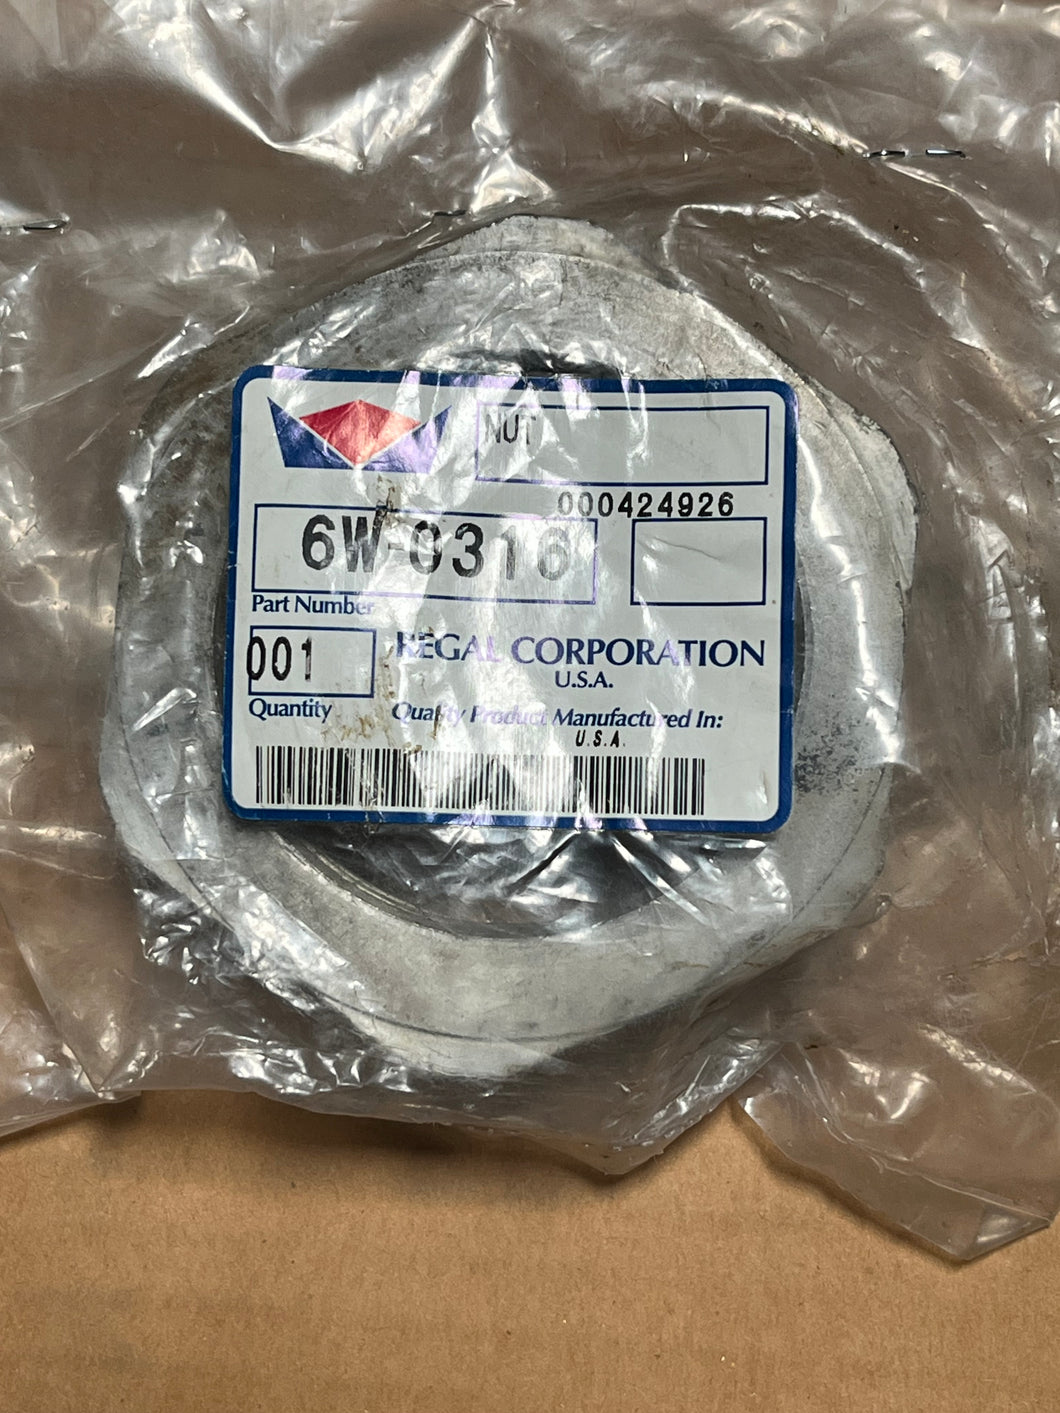 NUT
000424926
6W-0316
Part Number
001
REGAL CORPORATION
U.S.A.
Quantity
Quality Product Manufactured In:
U.S.A.